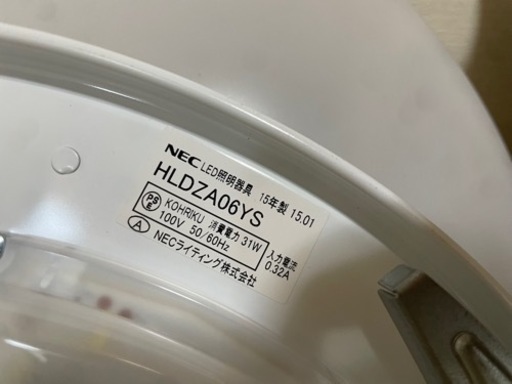 NEC LED照明器具 15年製 15.01
HLDZA06YS
PSE KOHRIKU 消費電力 31W 入力電流
100V 50/60Hz 0.32A
A NECライティング株式会社